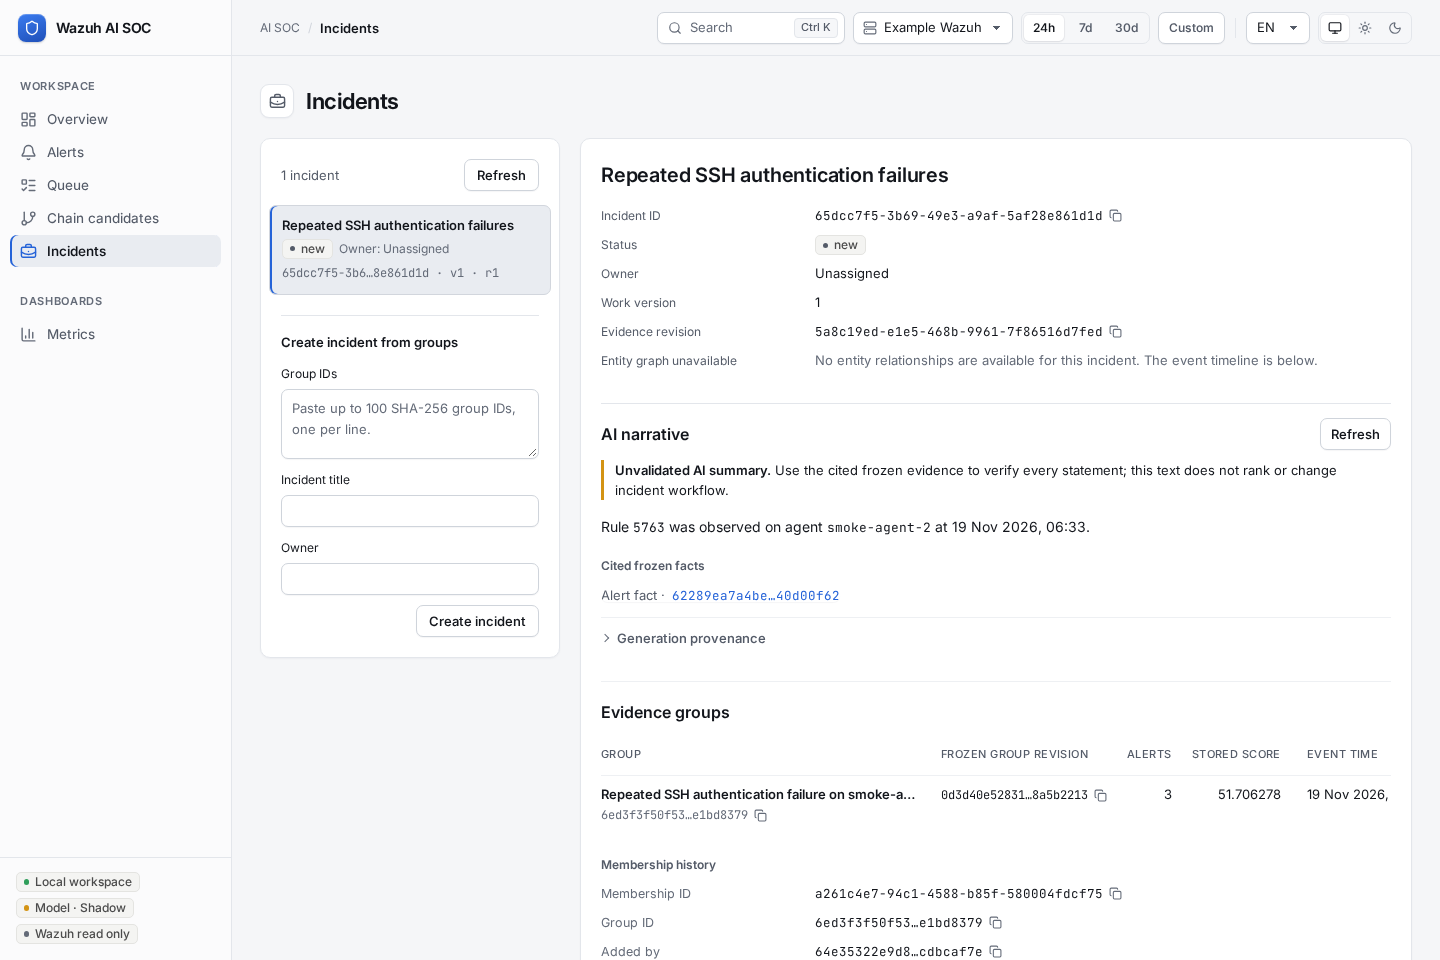 Wazuh AI SOC
AI SOC / Incidents
Search
Ctrl K
Example Wazuh
24h
7d
30d
Custom
EN
WORKSPACE
Overview
Alerts
Queue
Chain candidates
Incidents
DASHBOARDS
Metrics
Local workspace
Model · Shadow
Wazuh read only
Incidents
1 incident
Refresh
Repeated SSH authentication failures
new Owner: Unassigned
65dcc7f5-3b6…8e861d1d · v1 · r1
Create incident from groups
Group IDs
Paste up to 100 SHA-256 group IDs,
one per line.
Incident title
Owner
Create incident
Repeated SSH authentication failures
Incident ID 65dcc7f5-3b69-49e3-a9af-5af28e861d1d
Status new
Owner Unassigned
Work version 1
Evidence revision 5a8c19ed-e1e5-468b-9961-7f86516d7fed
Entity graph unavailable No entity relationships are available for this incident. The event timeline is below.
AI narrative
Refresh
Unvalidated AI summary. Use the cited frozen evidence to verify every statement; this text does not rank or change
incident workflow.
Rule 5763 was observed on agent smoke-agent-2 at 19 Nov 2026, 06:33.
Cited frozen facts
Alert fact · 62289ea7a4be…40d00f62
Generation provenance
Evidence groups
GROUP FROZEN GROUP REVISION ALERTS STORED SCORE EVENT TIME
Repeated SSH authentication failure on smoke-a… 0d3d40e52831…8a5b2213 3 51.706278 19 Nov 2026,
6ed3f3f50f53…e1bd8379
Membership history
Membership ID a261c4e7-94c1-4588-b85f-580004fdcf75
Group ID 6ed3f3f50f53…e1bd8379
Added by 64e35322e9d8…cdbcaf7e